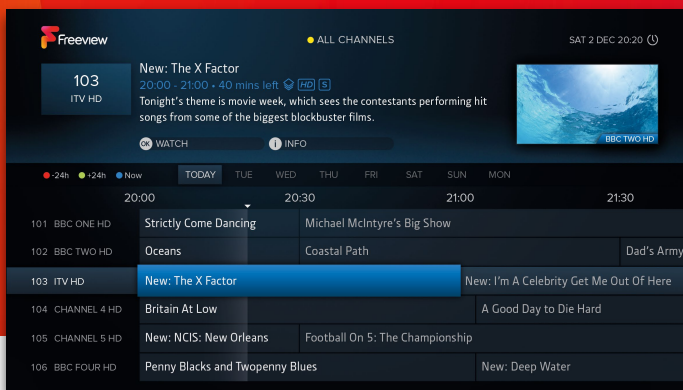 Freeview
ALL CHANNELS
SAT 2 DEC 20:20
103
ITV HD
New: The X Factor
20:00 - 21:00 • 40 mins left HD S
Tonight's theme is movie week, which sees the contestants performing hit
songs from some of the biggest blockbuster films.
OK WATCH
i INFO
BBC TWO HD
-24h +24h Now TODAY TUE WED THU FRI SAT SUN MON
20:00 20:30 21:00 21:30
101 BBC ONE HD Strictly Come Dancing Michael McIntyre's Big Show
102 BBC TWO HD Oceans Coastal Path Dad's Army
103 ITV HD New: The X Factor New: I'm A Celebrity Get Me Out Of Here
104 CHANNEL 4 HD Britain At Low A Good Day to Die Hard
105 CHANNEL 5 HD New: NCIS: New Orleans Football On 5: The Championship
106 BBC FOUR HD Penny Blacks and Twopenny Blues New: Deep Water